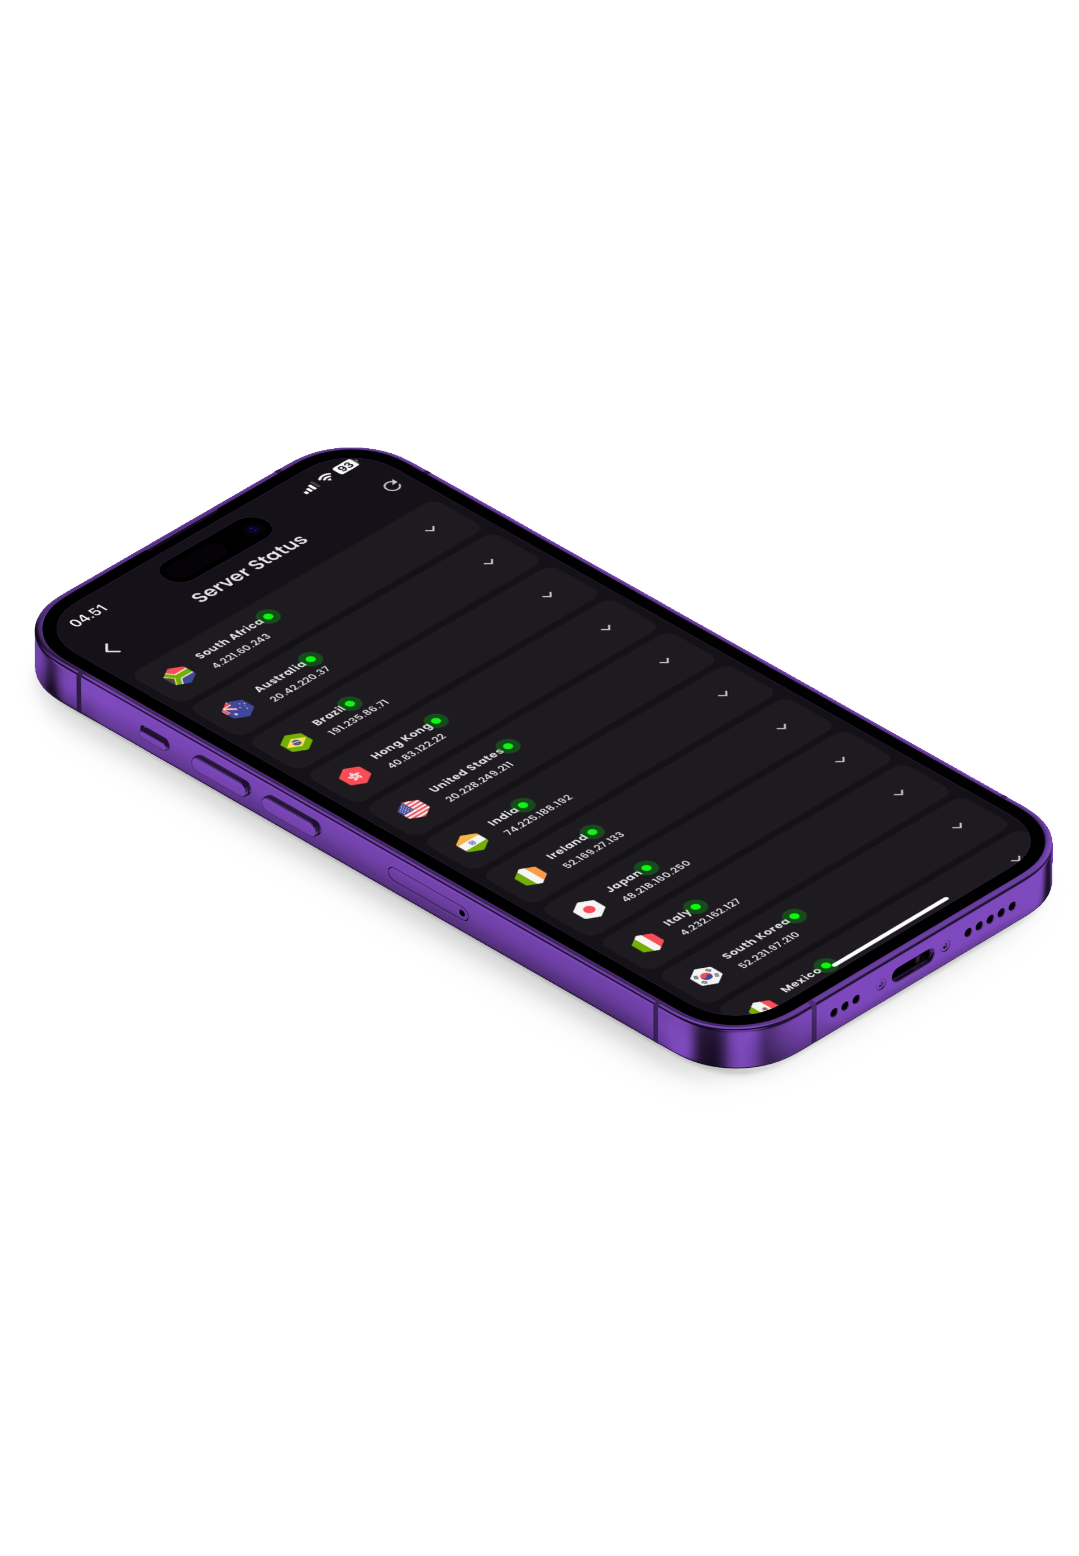 04.51
93
Server Status
South Africa
4.221.60.243
Australia
20.42.220.37
Brazil
191.235.86.71
Hong Kong
40.83.122.22
United States
20.228.249.211
India
74.225.188.192
Ireland
52.169.27.133
Japan
48.218.160.250
Italy
4.232.162.127
South Korea
52.231.97.210
Mexico